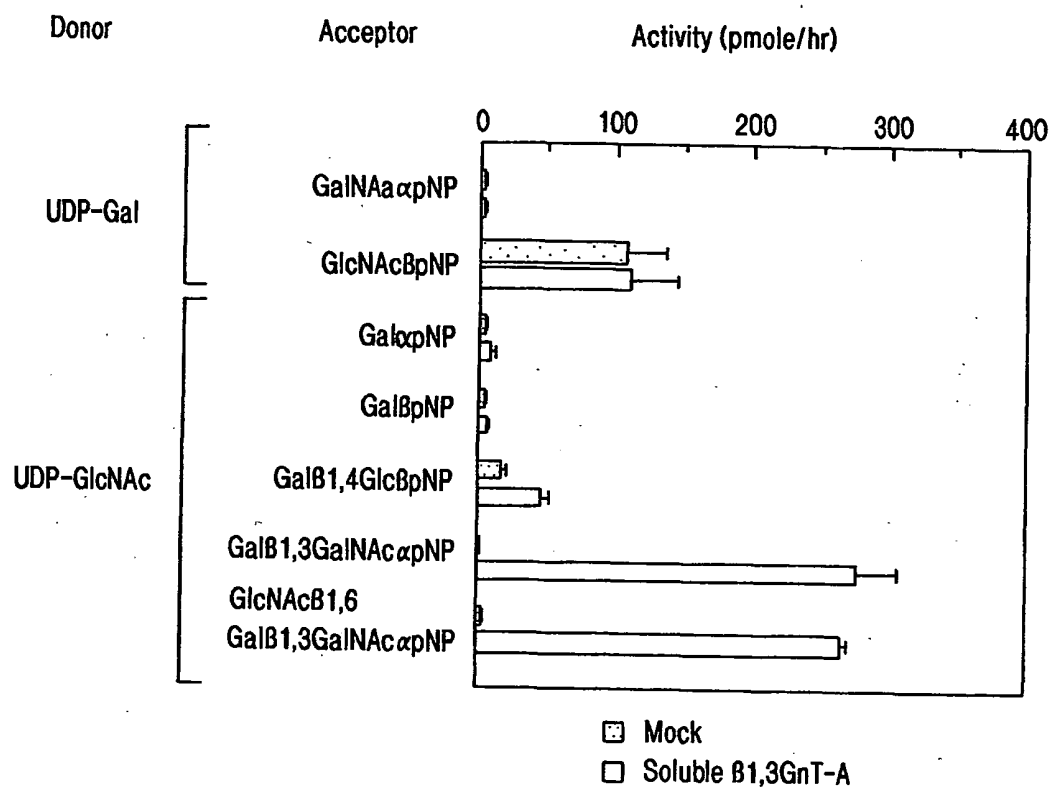 Donor Acceptor Activity (pmole/hr)
0 100 200 300 400
UDP-Gal
GalNAaαpNP
GlcNAcβpNP
UDP-GlcNAc
GalαpNP
GalβpNP
Galβ1,4GlcβpNP
Galβ1,3GalNAcαpNP
GlcNAcβ1,6
Galβ1,3GalNAcαpNP
Mock
Soluble β1,3GnT-A